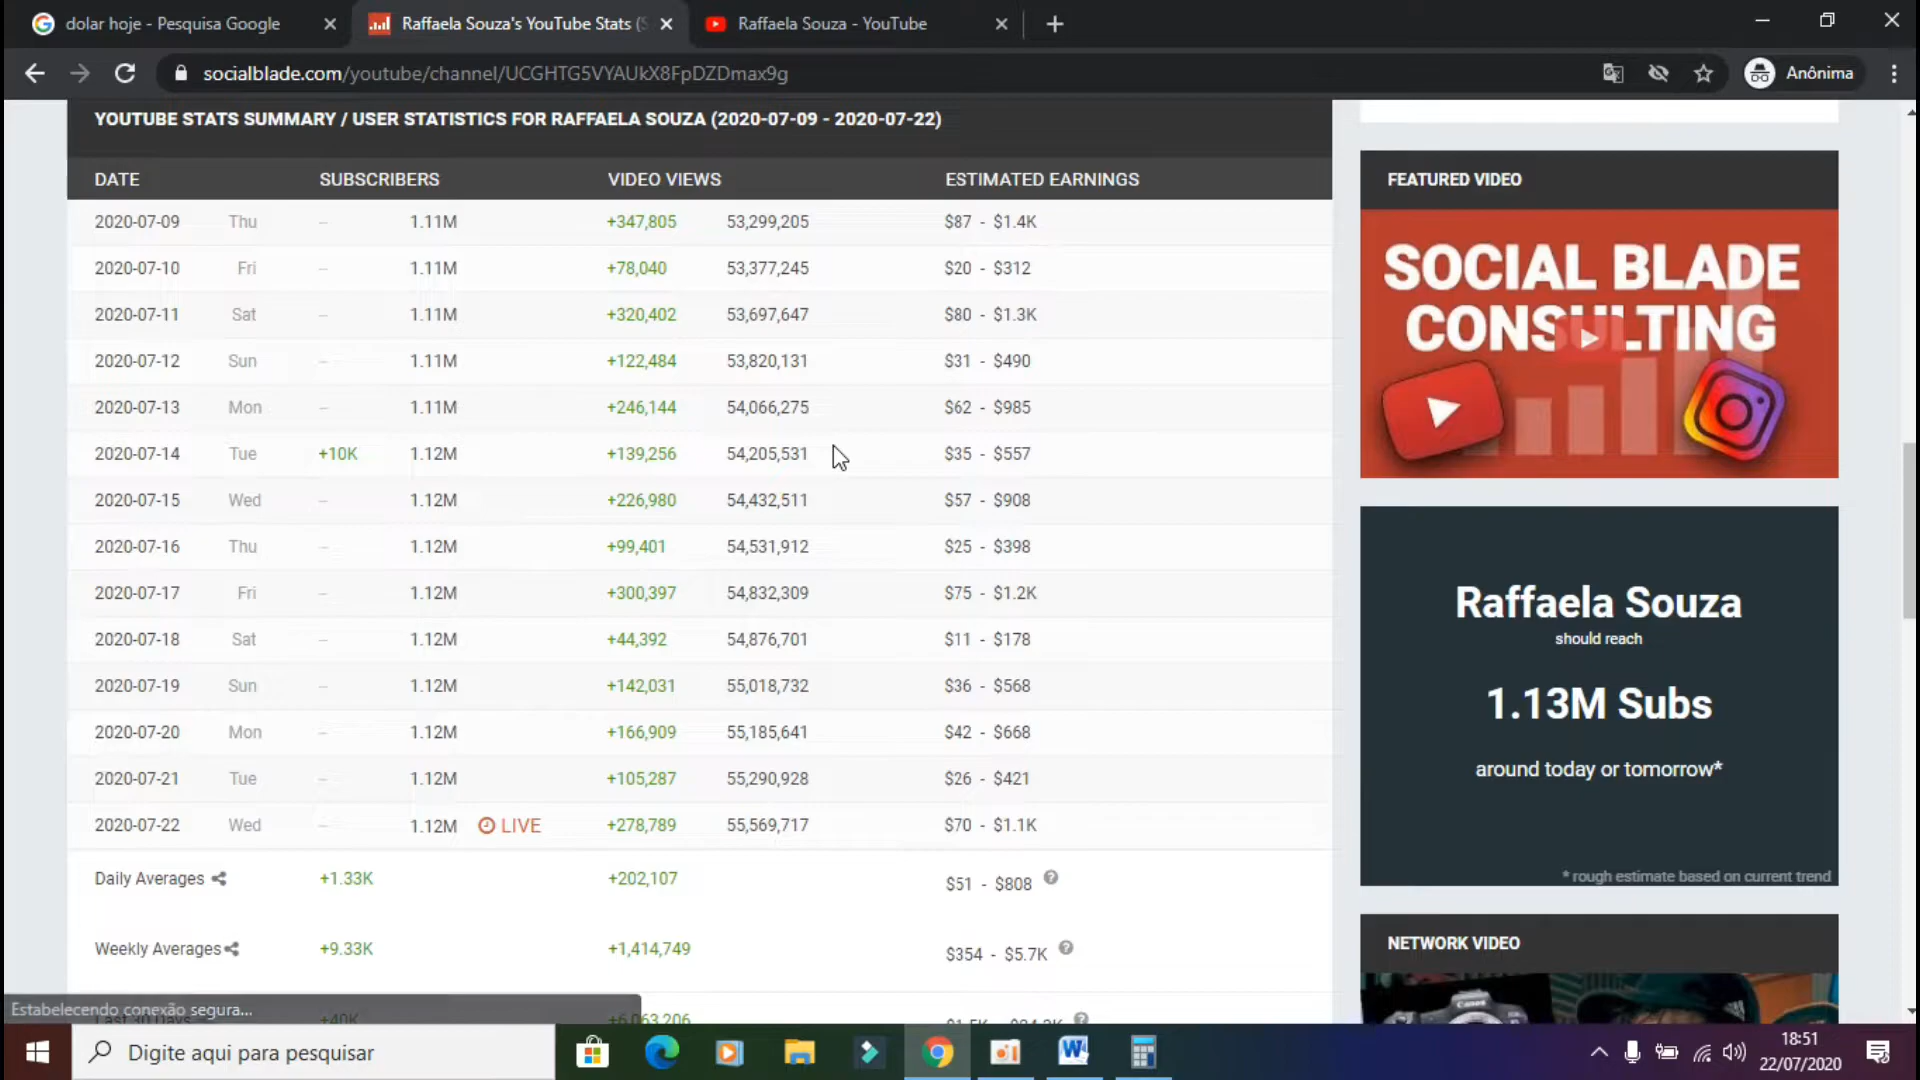 dolar hoje - Pesquisa Google
Raffaela Souza's YouTube Stats (S
Raffaela Souza - YouTube
socialblade.com/youtube/channel/UCGHTG5VYAUkX8FpDZDmax9g
Anônima
YOUTUBE STATS SUMMARY / USER STATISTICS FOR RAFFAELA SOUZA (2020-07-09 - 2020-07-22)
DATE SUBSCRIBERS VIDEO VIEWS ESTIMATED EARNINGS
2020-07-09 Thu – 1.11M +347,805 53,299,205 $87 - $1.4K
2020-07-10 Fri – 1.11M +78,040 53,377,245 $20 - $312
2020-07-11 Sat – 1.11M +320,402 53,697,647 $80 - $1.3K
2020-07-12 Sun – 1.11M +122,484 53,820,131 $31 - $490
2020-07-13 Mon – 1.11M +246,144 54,066,275 $62 - $985
2020-07-14 Tue +10K 1.12M +139,256 54,205,531 $35 - $557
2020-07-15 Wed – 1.12M +226,980 54,432,511 $57 - $908
2020-07-16 Thu – 1.12M +99,401 54,531,912 $25 - $398
2020-07-17 Fri – 1.12M +300,397 54,832,309 $75 - $1.2K
2020-07-18 Sat – 1.12M +44,392 54,876,701 $11 - $178
2020-07-19 Sun – 1.12M +142,031 55,018,732 $36 - $568
2020-07-20 Mon – 1.12M +166,909 55,185,641 $42 - $668
2020-07-21 Tue – 1.12M +105,287 55,290,928 $26 - $421
2020-07-22 Wed – 1.12M LIVE +278,789 55,569,717 $70 - $1.1K
Daily Averages +1.33K +202,107 $51 - $808
Weekly Averages +9.33K +1,414,749 $354 - $5.7K
Last 30 Days +40K +6,063,206
FEATURED VIDEO
SOCIAL BLADE
CONSULTING
Raffaela Souza
should reach
1.13M Subs
around today or tomorrow*
* rough estimate based on current trend
NETWORK VIDEO
Canon
Estabelecendo conexão segura...
Digite aqui para pesquisar
18:51
22/07/2020